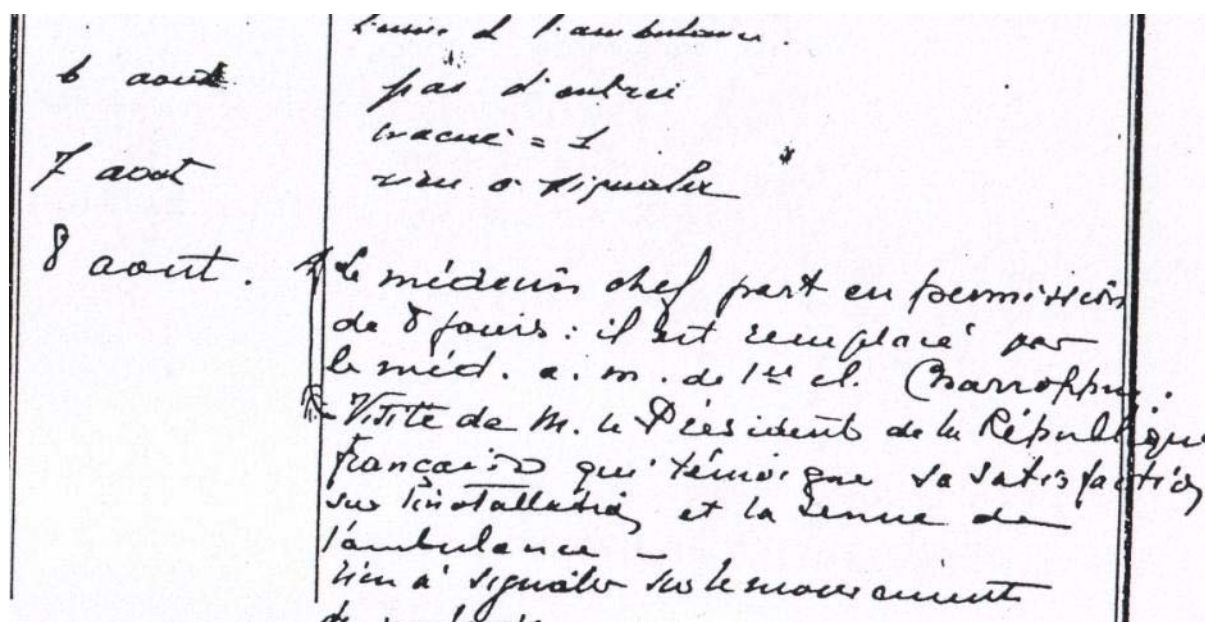 tenue de l'ambulance.
6 août
pas d'entrée
évacué = 1
7 août
rien à signaler
8 août.
Le médecin chef part en permission
de 8 jours : il est remplacé par
le méd. a. m. de 1re cl.
Visite de M. le Président de la République
française qui témoigne sa satisfaction
sur l'installation et la tenue de
l'ambulance –
rien à signaler sur le mouvement